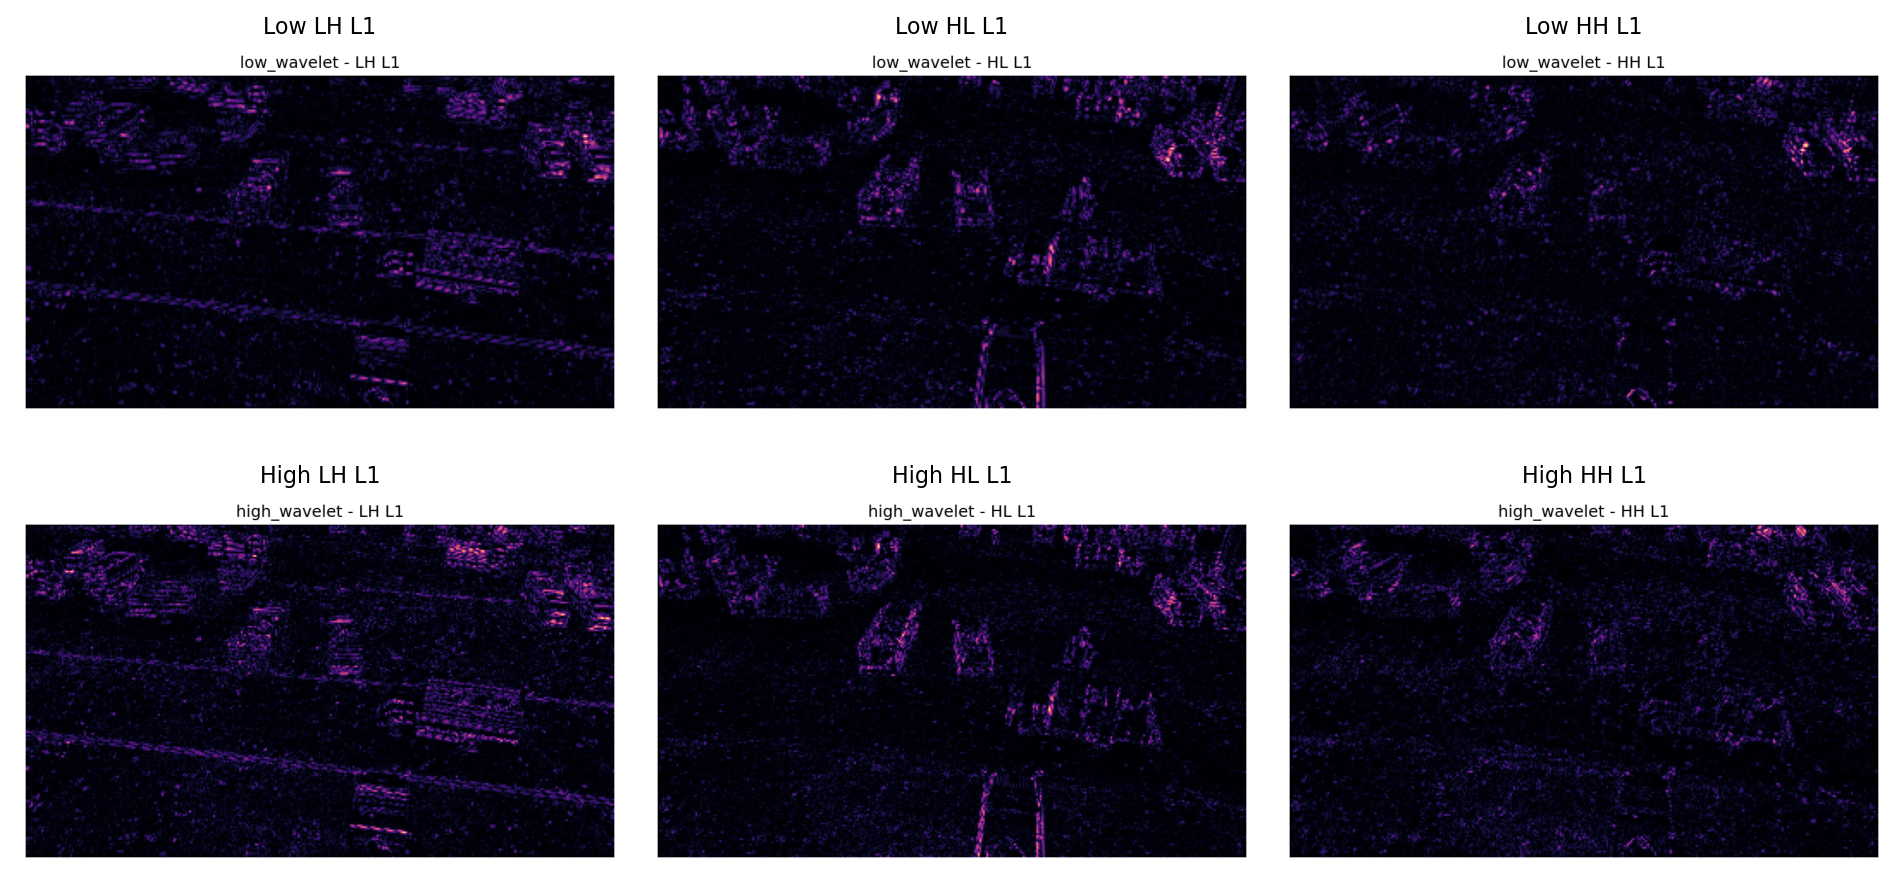 Low LH L1
Low HL L1
Low HH L1
low_wavelet - LH L1
low_wavelet - HL L1
low_wavelet - HH L1
High LH L1
High HL L1
High HH L1
high_wavelet - LH L1
high_wavelet - HL L1
high_wavelet - HH L1